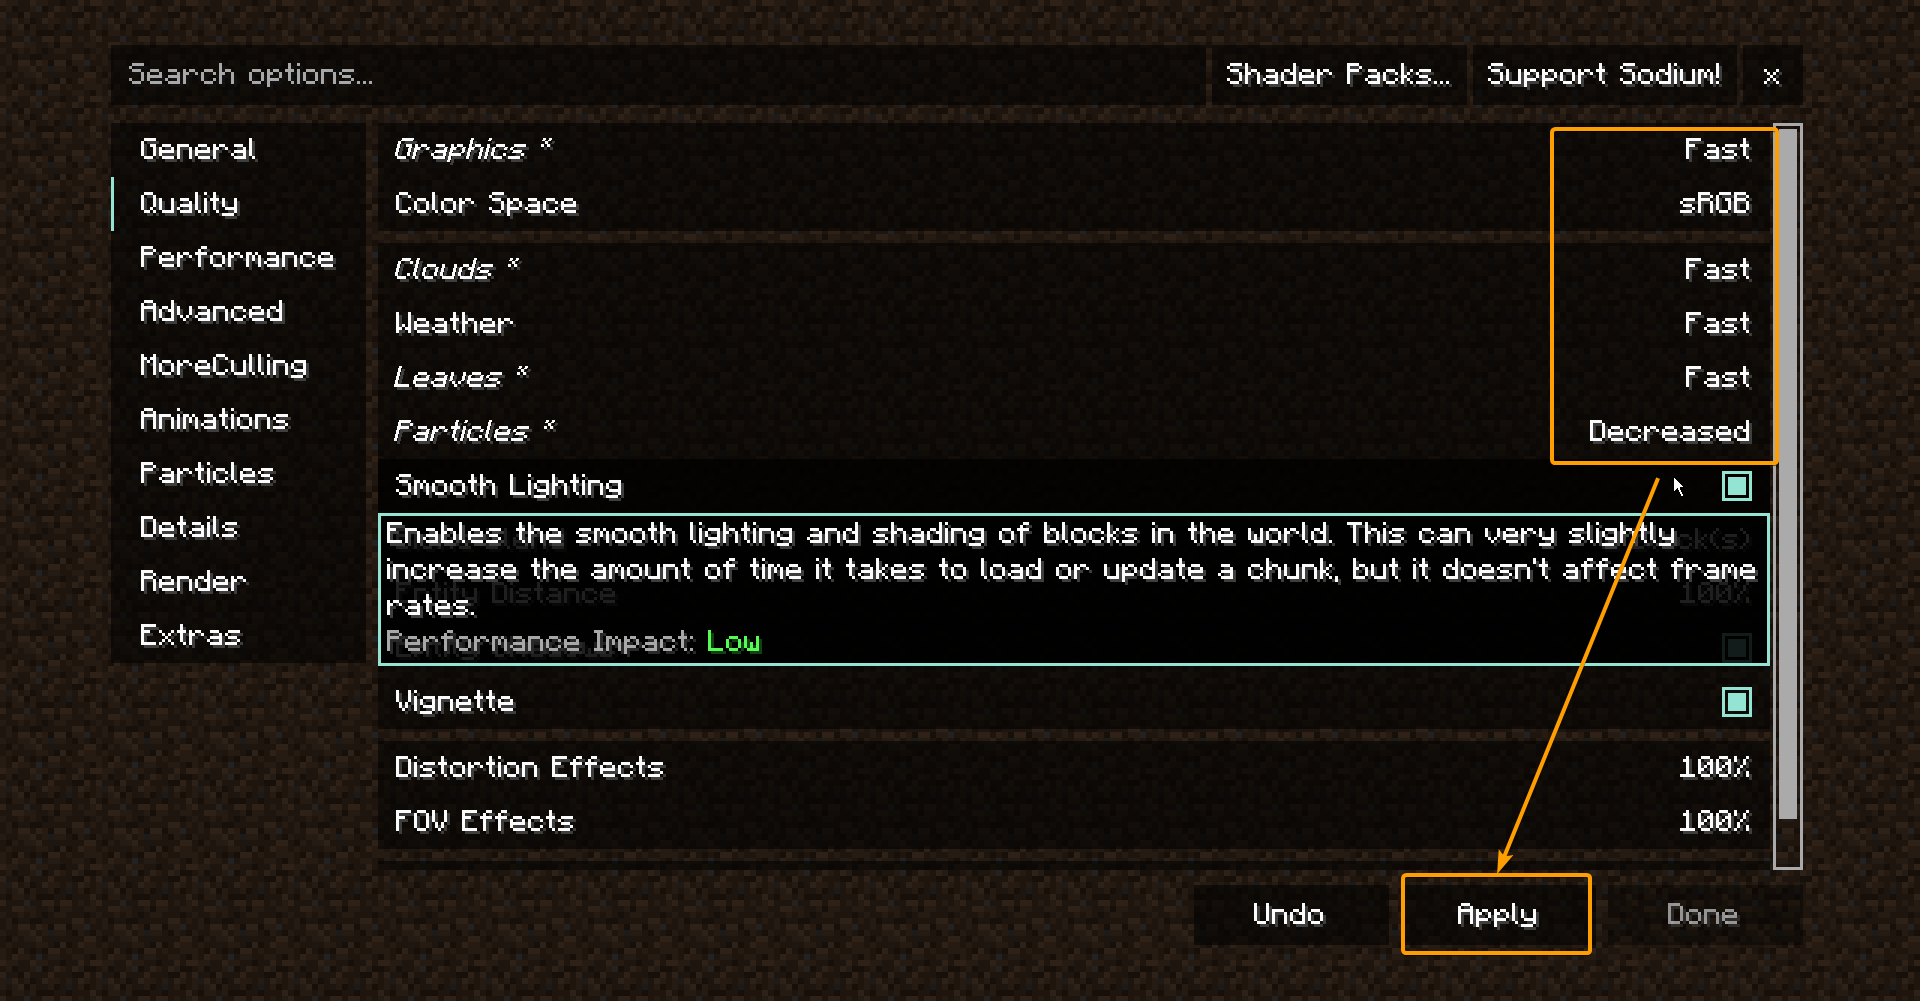 Search options...
Shader Packs...
Support Sodium!
x
General
Quality
Performance
Advanced
MoreCulling
Animations
Particles
Details
Render
Extras
Graphics *
Fast
Color Space
sRGB
Clouds *
Fast
Weather
Fast
Leaves *
Fast
Particles *
Decreased
Smooth Lighting
Enables the smooth lighting and shading of blocks in the world. This can very slightly
increase the amount of time it takes to load or update a chunk, but it doesn't affect frame
rates.
Performance Impact: Low
Entity Distance
100%
Vignette
Distortion Effects
100%
FOV Effects
100%
Undo
Apply
Done